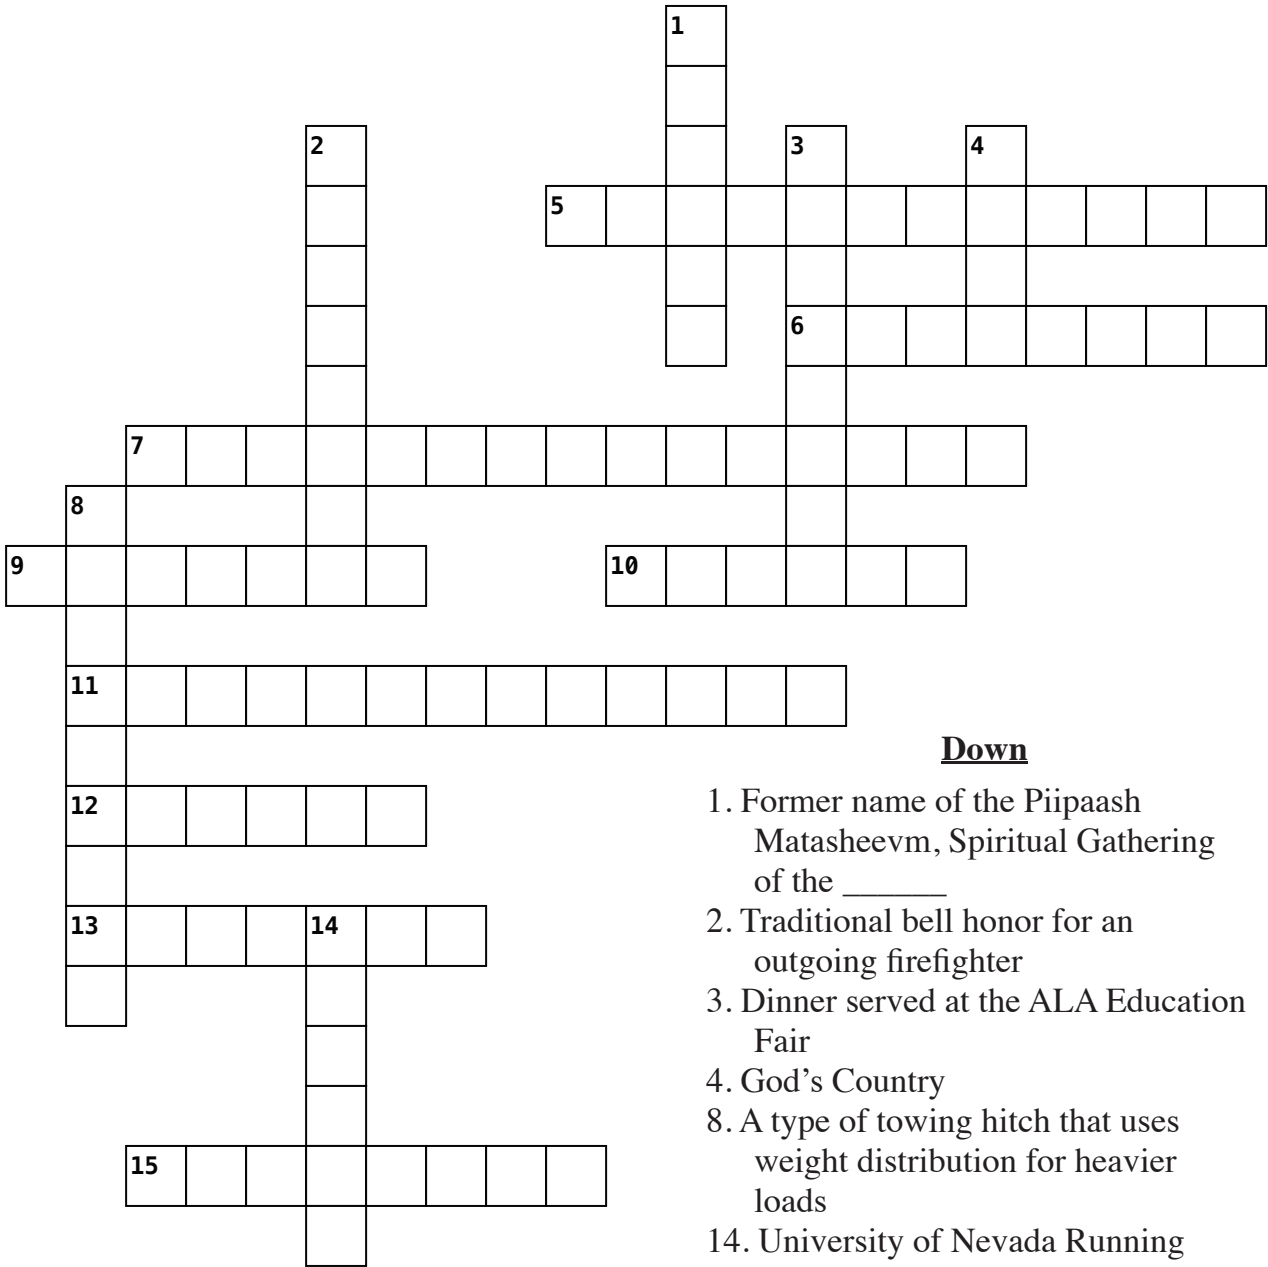 1
2
3
4
5
6
7
8
9
10
11
12
13
14
15
Down
1. Former name of the Piipaash
Matasheevm, Spiritual Gathering
of the ______
2. Traditional bell honor for an
outgoing firefighter
3. Dinner served at the ALA Education
Fair
4. God’s Country
8. A type of towing hitch that uses
weight distribution for heavier
loads
14. University of Nevada Running